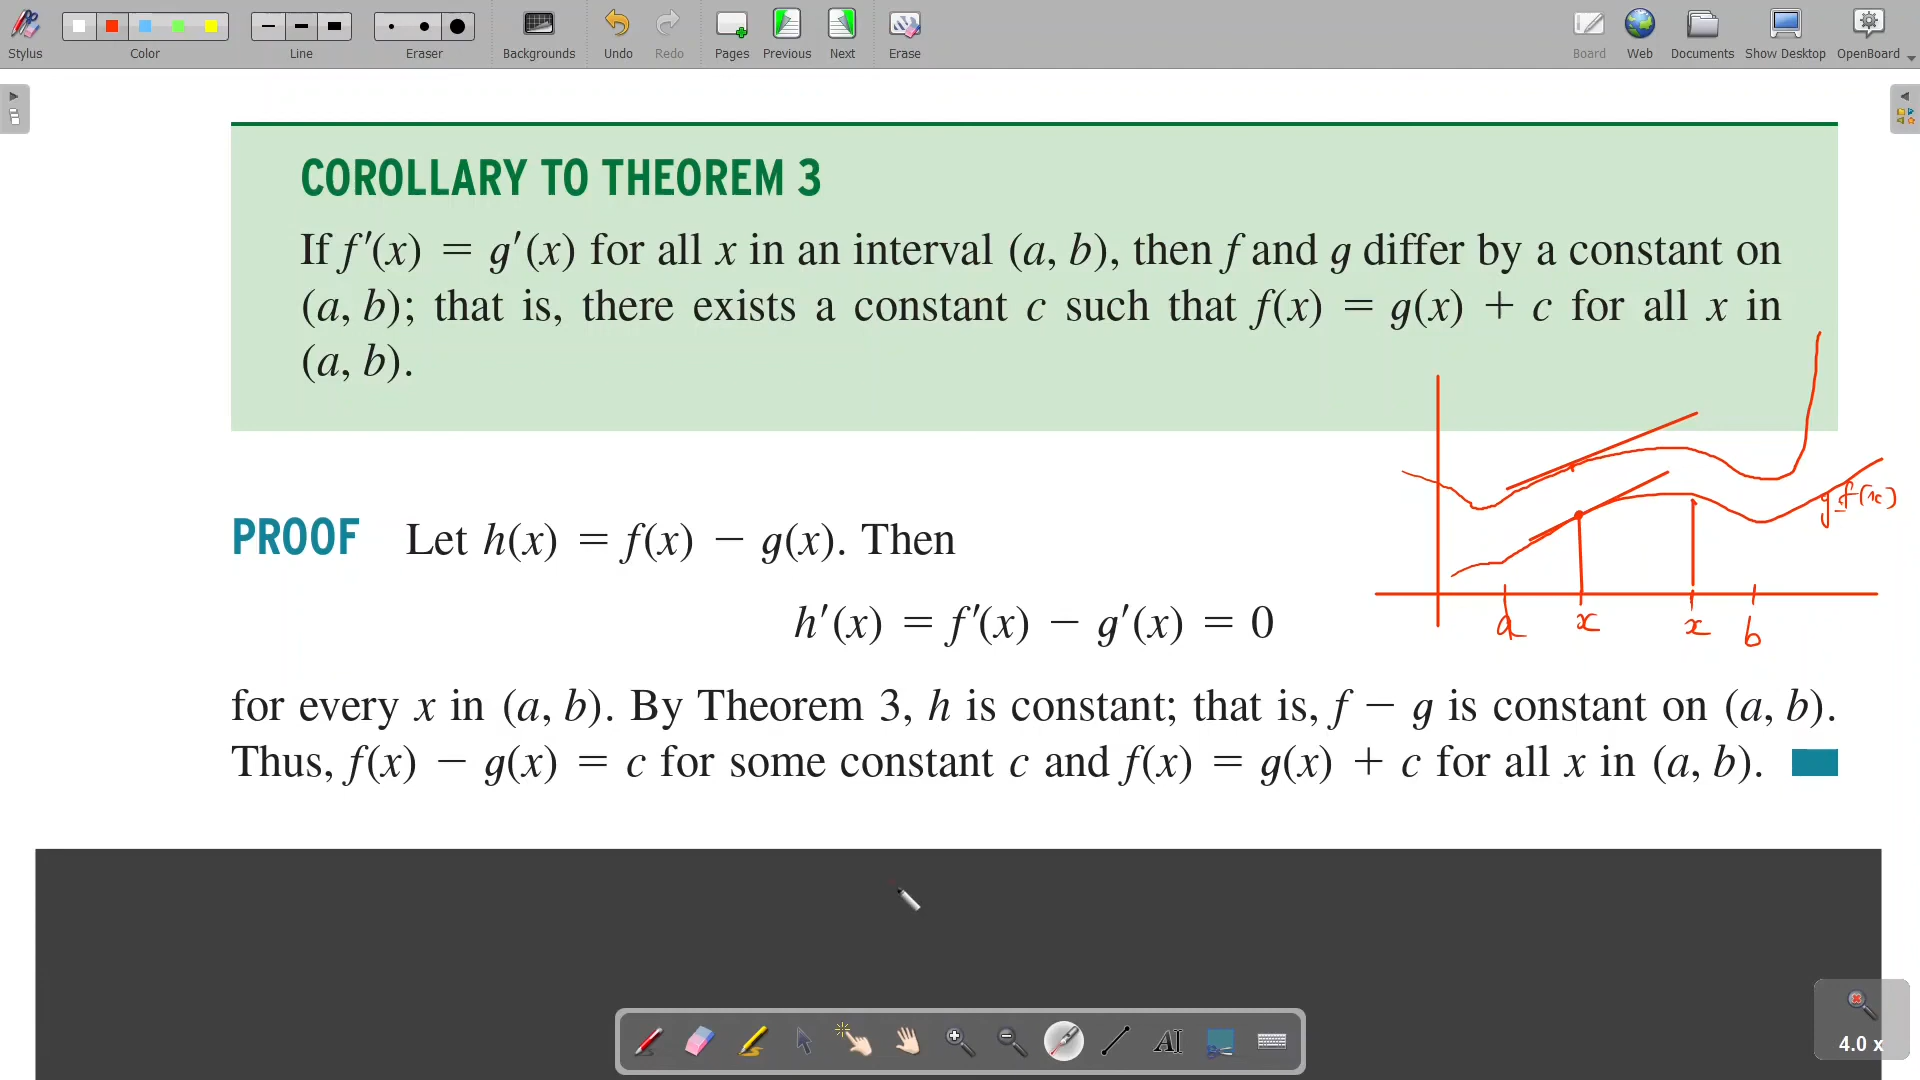 Stylus Color Line Eraser Backgrounds Undo Redo Pages Previous Next Erase Board Web Documents Show Desktop OpenBoard
COROLLARY TO THEOREM 3
If f′(x) = g′(x) for all x in an interval (a, b), then f and g differ by a constant on
(a, b); that is, there exists a constant c such that f(x) = g(x) + c for all x in
(a, b).
g f(x)
PROOF Let h(x) = f(x) − g(x). Then
h′(x) = f′(x) − g′(x) = 0
a x x b
for every x in (a, b). By Theorem 3, h is constant; that is, f − g is constant on (a, b).
Thus, f(x) − g(x) = c for some constant c and f(x) = g(x) + c for all x in (a, b).
AI
4.0 x